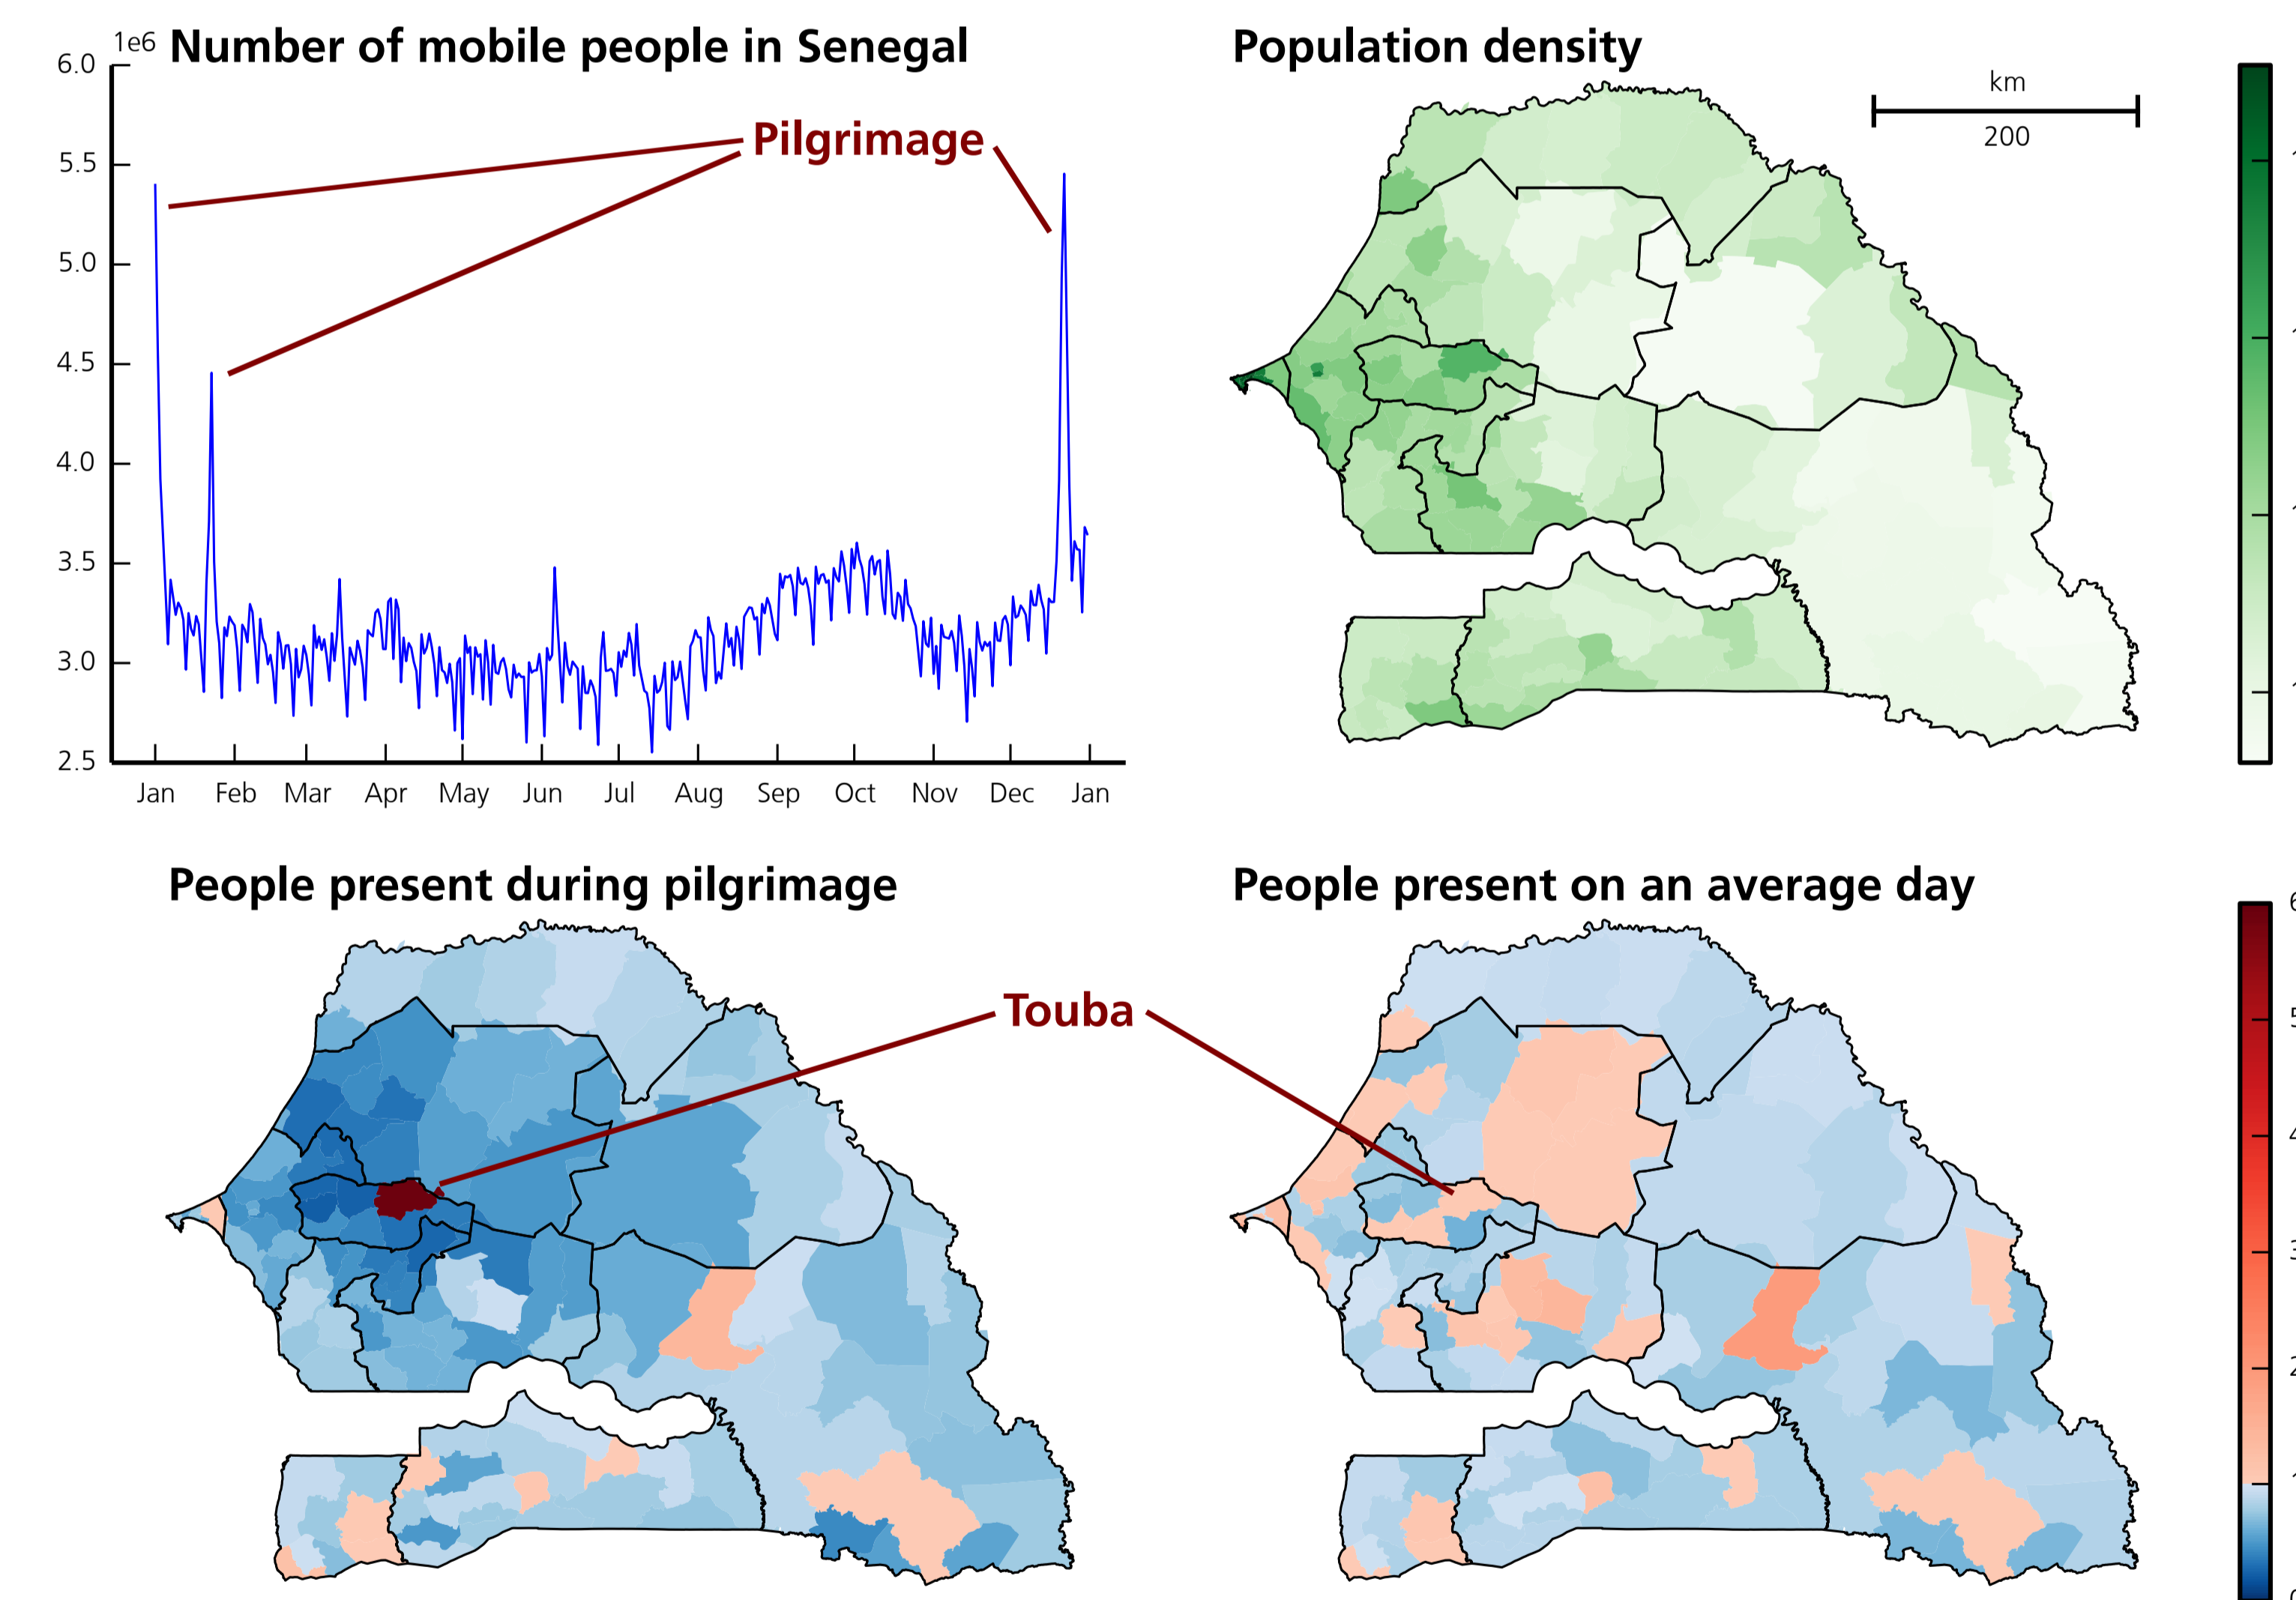 1e6
Number of mobile people in Senegal
6.0
5.5
5.0
4.5
4.0
3.5
3.0
2.5
Jan Feb Mar Apr May Jun Jul Aug Sep Oct Nov Dec Jan
Pilgrimage
Population density
km
200
People present during pilgrimage
People present on an average day
Touba